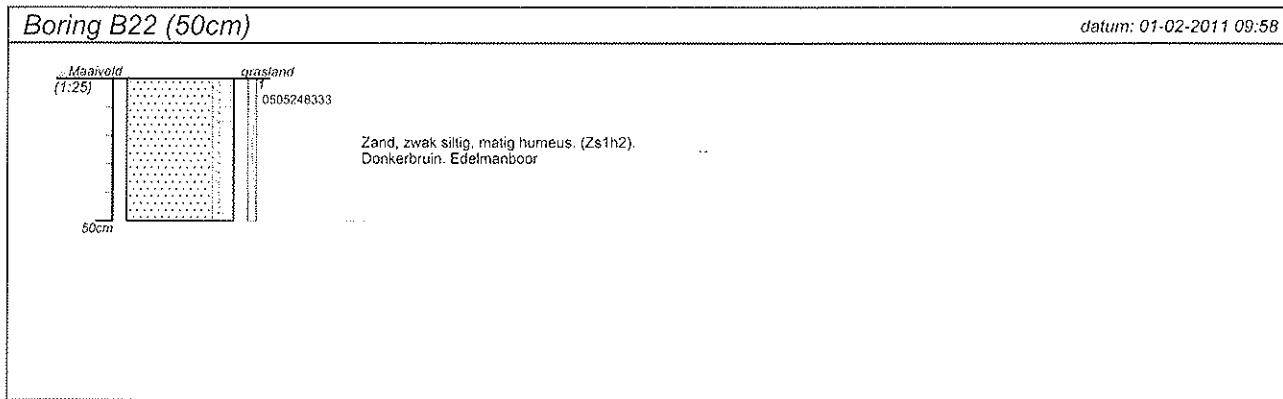 Boring B22 (50cm)
datum: 01-02-2011 09:58
Maaiveld
grasland
(1:25)
1
0505248333
Zand, zwak siltig, matig humeus. (Zs1h2).
Donkerbruin. Edelmanboor
50cm